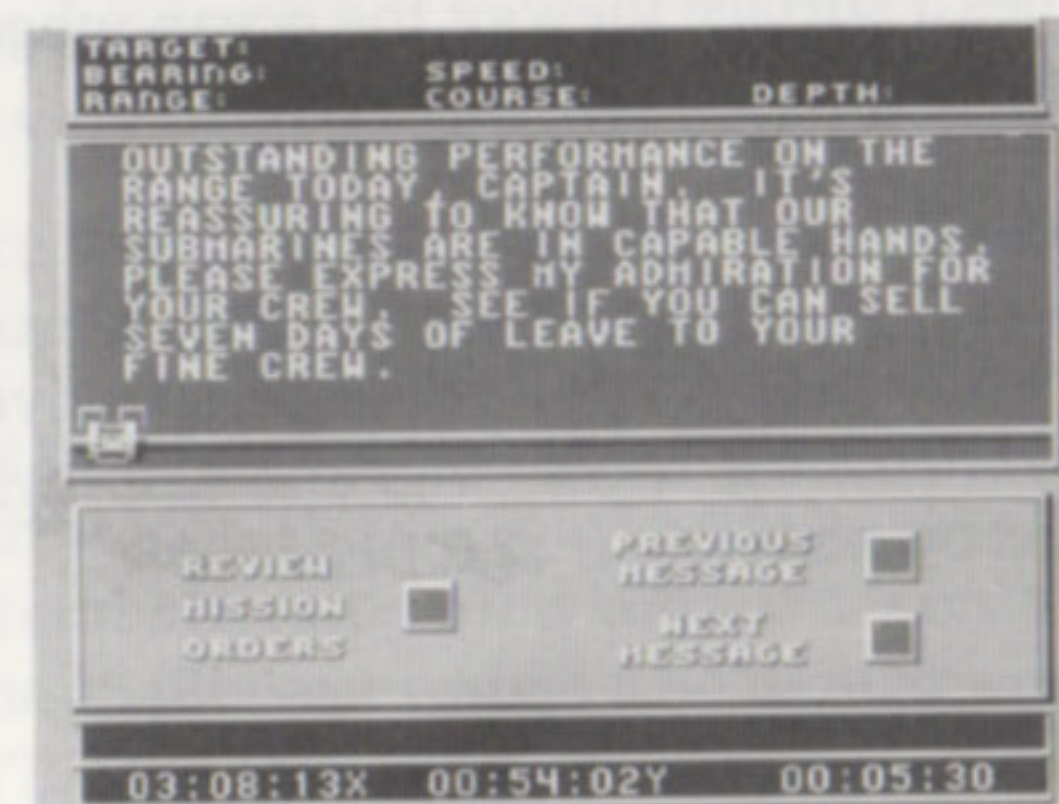 TARGET:
BEARING: SPEED:
RANGE: COURSE: DEPTH:
OUTSTANDING PERFORMANCE ON THE
RANGE TODAY, CAPTAIN. IT'S
REASSURING TO KNOW THAT OUR
SUBMARINES ARE IN CAPABLE HANDS.
PLEASE EXPRESS MY ADMIRATION FOR
YOUR CREW. SEE IF YOU CAN SELL
SEVEN DAYS OF LEAVE TO YOUR
FINE CREW.
REVIEW
MISSION
ORDERS
PREVIOUS
MESSAGE
NEXT
MESSAGE
03:08:13X 00:54:02Y 00:05:30